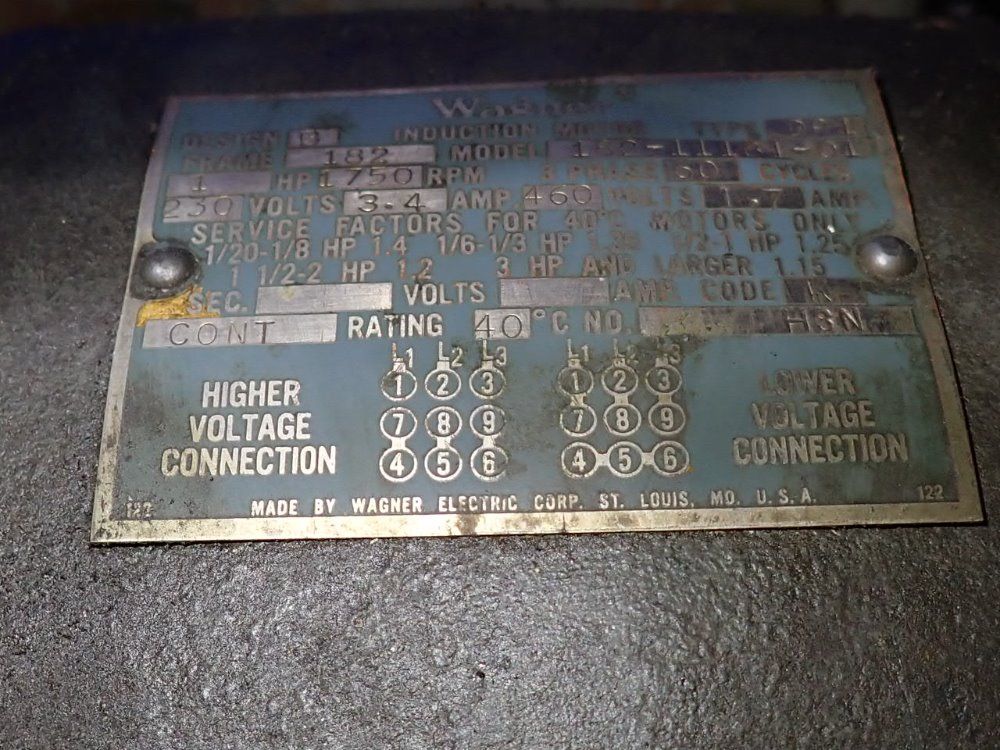 Wagner
DESIGN B INDUCTION MOTOR TYPE
FRAME 182 MODEL
1 HP 1750 RPM 3 PHASE 60 CYCLES
230 VOLTS 3.4 AMP. 460 VOLTS 1.7 AMP.
SERVICE FACTORS FOR 40°C MOTORS ONLY
1/20-1/8 HP 1.4 1/6-1/3 HP 1.35 1/2-1 HP 1.25
1 1/2-2 HP 1.2 3 HP AND LARGER 1.15
SEC. VOLTS AMP. CODE K
CONT RATING 40 °C NO. H3N
L1 L2 L3 L1 L2 L3
HIGHER 1 2 3 1 2 3 LOWER
VOLTAGE 7 8 9 7 8 9 VOLTAGE
CONNECTION 4 5 6 4 5 6 CONNECTION
MADE BY WAGNER ELECTRIC CORP. ST. LOUIS, MO. U.S.A. 122